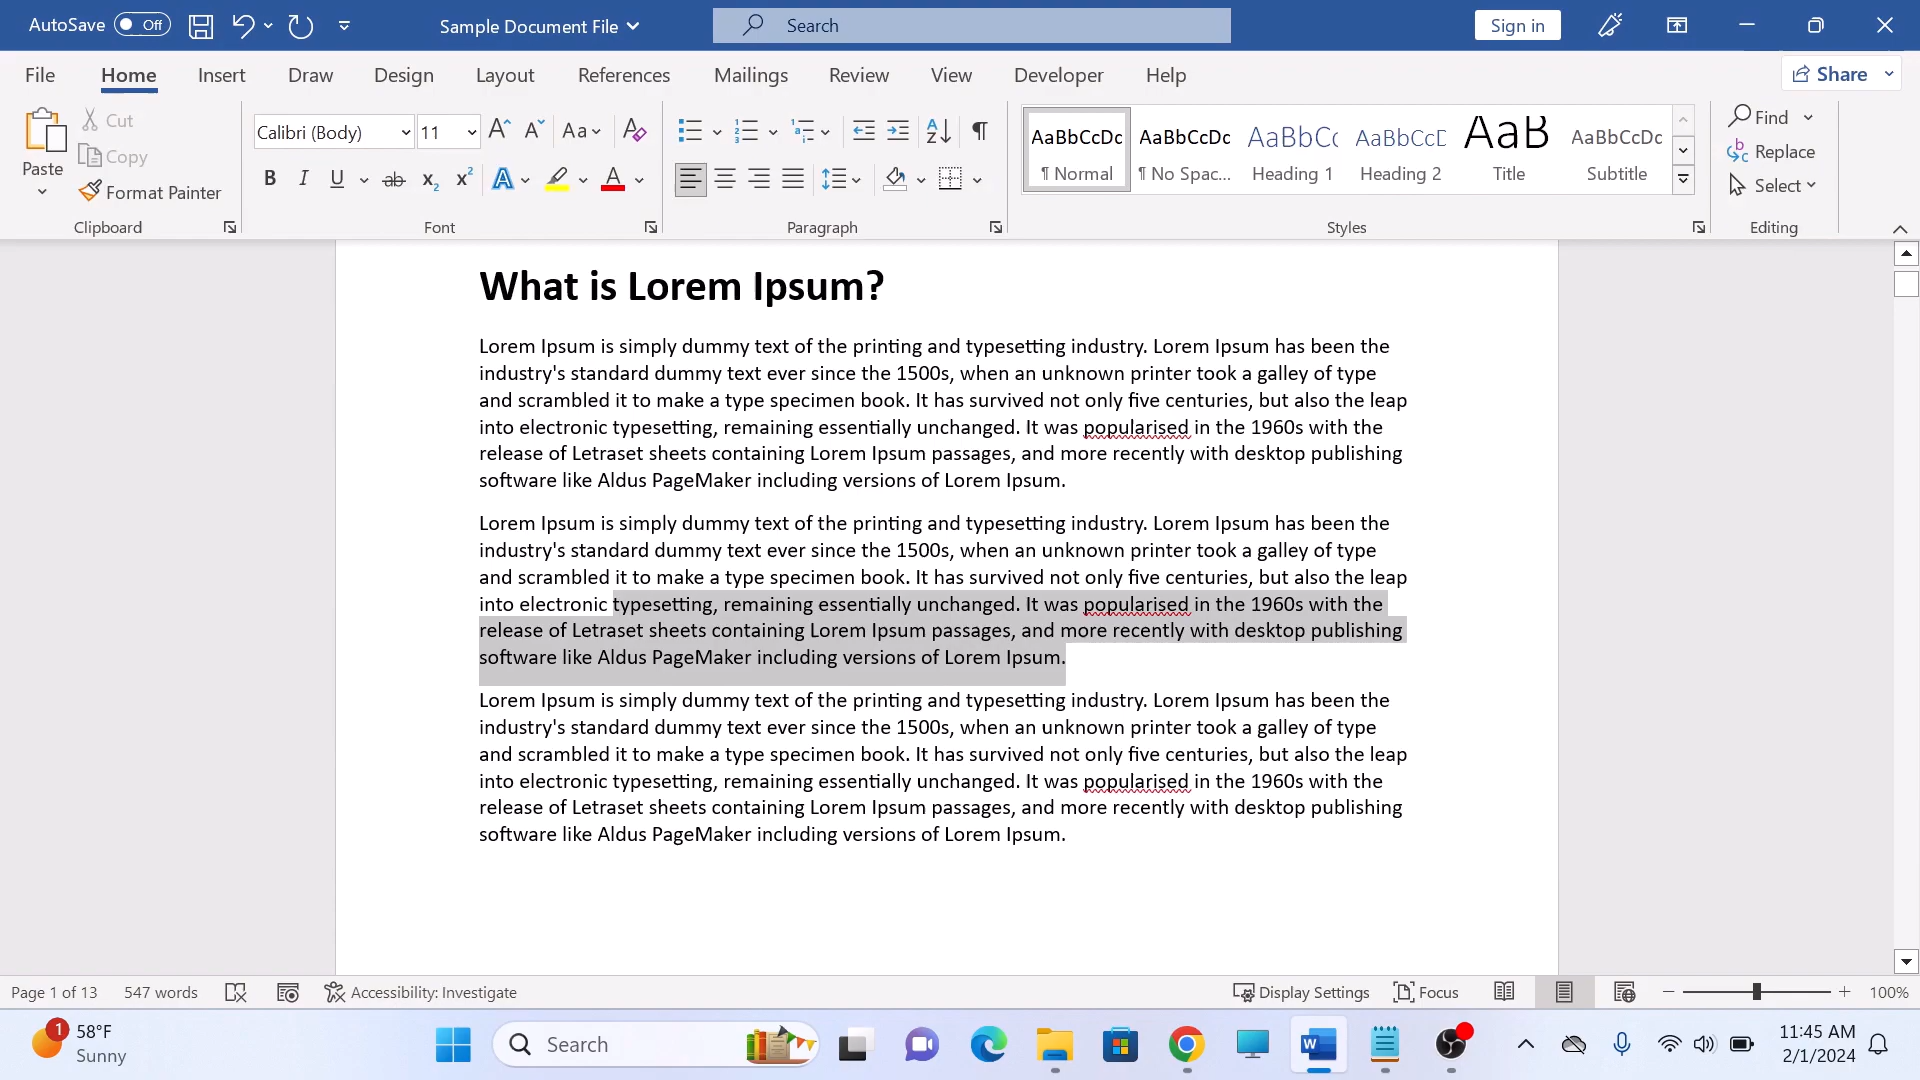 AutoSave Off Sample Document File Search Sign in
File Home Insert Draw Design Layout References Mailings Review View Developer Help Share
Paste Cut Copy Format Painter
Clipboard
Calibri (Body) 11
Font
Paragraph
AaBbCcDc AaBbCcDc AaBbC AaBbCcD AaB AaBbCcDc
¶ Normal ¶ No Spac... Heading 1 Heading 2 Title Subtitle
Styles
Find
Replace
Select
Editing
What is Lorem Ipsum?
Lorem Ipsum is simply dummy text of the printing and typesetting industry. Lorem Ipsum has been the
industry's standard dummy text ever since the 1500s, when an unknown printer took a galley of type
and scrambled it to make a type specimen book. It has survived not only five centuries, but also the leap
into electronic typesetting, remaining essentially unchanged. It was popularised in the 1960s with the
release of Letraset sheets containing Lorem Ipsum passages, and more recently with desktop publishing
software like Aldus PageMaker including versions of Lorem Ipsum.
Lorem Ipsum is simply dummy text of the printing and typesetting industry. Lorem Ipsum has been the
industry's standard dummy text ever since the 1500s, when an unknown printer took a galley of type
and scrambled it to make a type specimen book. It has survived not only five centuries, but also the leap
into electronic typesetting, remaining essentially unchanged. It was popularised in the 1960s with the
release of Letraset sheets containing Lorem Ipsum passages, and more recently with desktop publishing
software like Aldus PageMaker including versions of Lorem Ipsum.
Lorem Ipsum is simply dummy text of the printing and typesetting industry. Lorem Ipsum has been the
industry's standard dummy text ever since the 1500s, when an unknown printer took a galley of type
and scrambled it to make a type specimen book. It has survived not only five centuries, but also the leap
into electronic typesetting, remaining essentially unchanged. It was popularised in the 1960s with the
release of Letraset sheets containing Lorem Ipsum passages, and more recently with desktop publishing
software like Aldus PageMaker including versions of Lorem Ipsum.
Page 1 of 13 547 words Accessibility: Investigate Display Settings Focus 100%
1 58°F
Sunny
Search
11:45 AM
2/1/2024